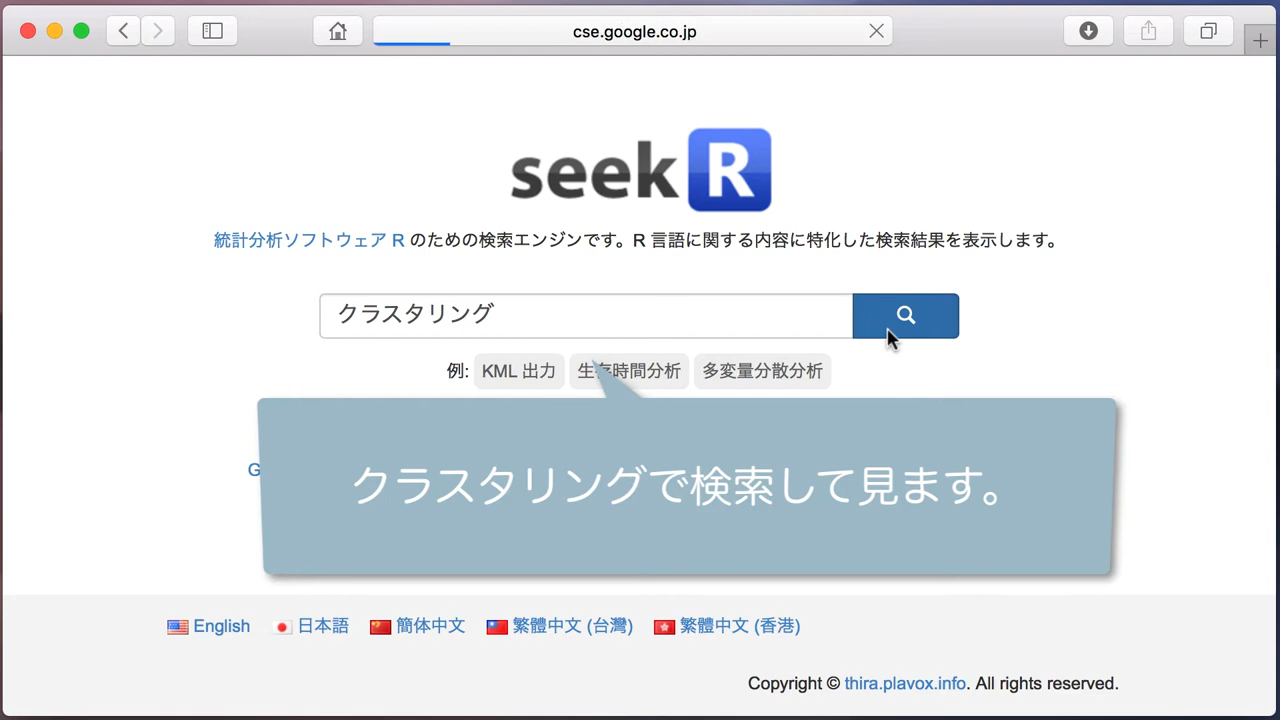 cse.google.co.jp
seek R
統計分析ソフトウェア R のための検索エンジンです。R 言語に関する内容に特化した検索結果を表示します。
クラスタリング
例: KML 出力 生存時間分析 多変量分散分析
G
クラスタリングで検索して見ます。
English 日本語 简体中文 繁體中文 (台灣) 繁體中文 (香港)
Copyright © thira.plavox.info. All rights reserved.